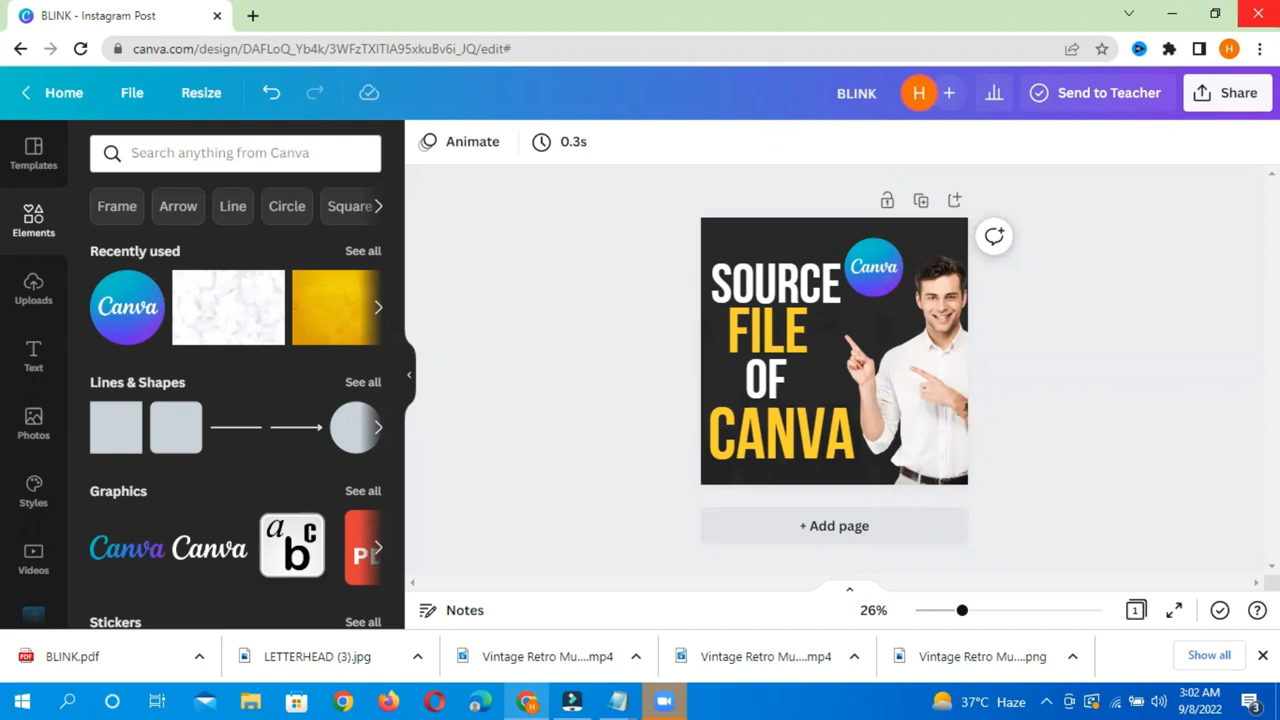 BLINK - Instagram Post
canva.com/design/DAFLoQ_Yb4k/3WFzTXITIA95xkuBv6i_JQ/edit#
H
Home
File
Resize
BLINK
H
Send to Teacher
Share
Templates
Elements
Uploads
Text
Photos
Styles
Videos
Search anything from Canva
Frame
Arrow
Line
Circle
Square
Recently used
See all
Canva
Lines & Shapes
See all
Graphics
See all
Canva
Canva
a
b
c
Stickers
See all
Animate
0.3s
SOURCE
FILE
OF
CANVA
Canva
+ Add page
Notes
26%
1
BLINK.pdf
LETTERHEAD (3).jpg
Vintage Retro Mu....mp4
Vintage Retro Mu....mp4
Vintage Retro Mu....png
Show all
37°C Haze
3:02 AM
9/8/2022
3